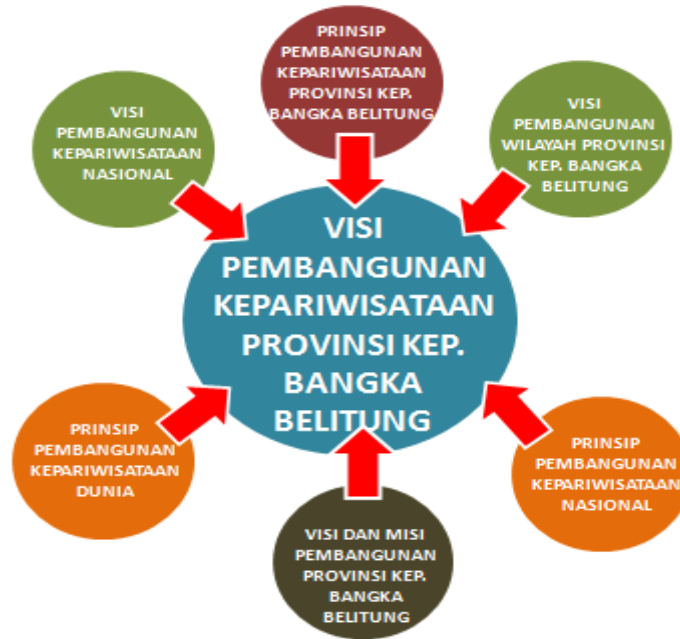 PRINSIP
PEMBANGUNAN
KEPARIWISATAAN
PROVINSI KEP.
BANGKA BELITUNG
VISI
PEMBANGUNAN
KEPARIWISATAAN
NASIONAL
VISI
PEMBANGUNAN
WILAYAH PROVINSI
KEP. BANGKA
BELITUNG
VISI
PEMBANGUNAN
KEPARIWISATAAN
PROVINSI KEP.
BANGKA
BELITUNG
PRINSIP
PEMBANGUNAN
KEPARIWISATAAN
DUNIA
PRINSIP
PEMBANGUNAN
KEPARIWISATAAN
NASIONAL
VISI DAN MISI
PEMBANGUNAN
PROVINSI KEP.
BANGKA
BELITUNG